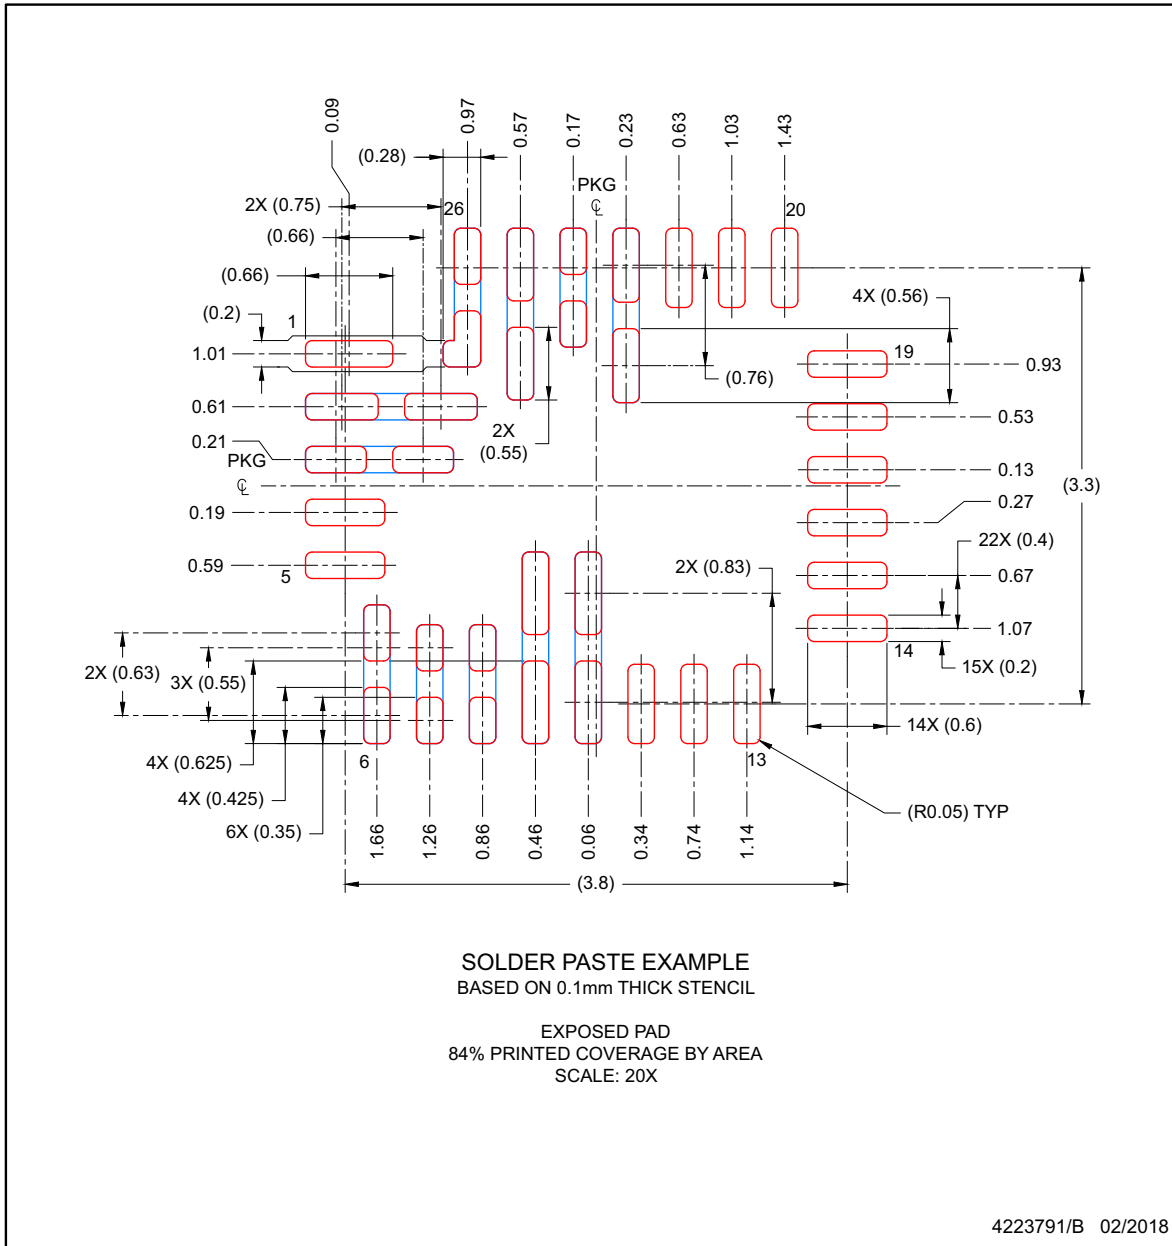 0.09
0.97
0.57
0.17
0.23
0.63
1.03
1.43
(0.28)
PKG
℄
2X (0.75)
26
20
(0.66)
(0.66)
4X (0.56)
(0.2)
1
1.01
19
0.93
(0.76)
0.61
0.53
2X
(0.55)
0.21
PKG
℄
0.13
(3.3)
0.19
0.27
22X (0.4)
0.59
5
2X (0.83)
0.67
1.07
14
15X (0.2)
2X (0.63)
3X (0.55)
14X (0.6)
4X (0.625)
6
13
4X (0.425)
(R0.05) TYP
6X (0.35)
1.66
1.26
0.86
0.46
0.06
0.34
0.74
1.14
(3.8)
SOLDER PASTE EXAMPLE
BASED ON 0.1mm THICK STENCIL
EXPOSED PAD
84% PRINTED COVERAGE BY AREA
SCALE: 20X
4223791/B 02/2018